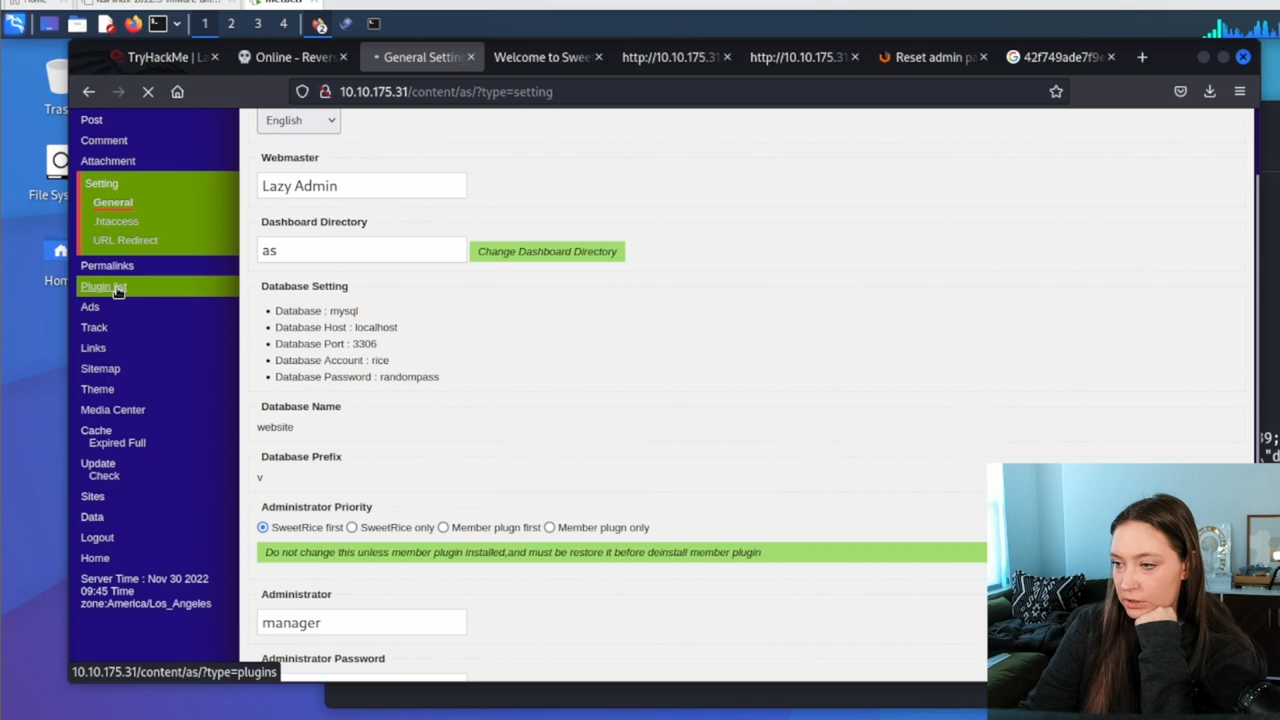 1
2
3
4
TryHackMe | La
Online - Revers
General Settin
Welcome to Swee
http://10.10.175.31
http://10.10.175.31
Reset admin pa
42f749ade7f9e
10.10.175.31/content/as/?type=setting
Tras
File Sys
Hom
Post
Comment
Attachment
Setting
General
.htaccess
URL Redirect
Permalinks
Plugin list
Ads
Track
Links
Sitemap
Theme
Media Center
Cache
Expired Full
Update
Check
Sites
Data
Logout
Home
Server Time : Nov 30 2022
09:45 Time
zone:America/Los_Angeles
10.10.175.31/content/as/?type=plugins
English
Webmaster
Lazy Admin
Dashboard Directory
as
Change Dashboard Directory
Database Setting
Database : mysql
Database Host : localhost
Database Port : 3306
Database Account : rice
Database Password : randompass
Database Name
website
Database Prefix
v
Administrator Priority
SweetRice first SweetRice only Member plugn first Member plugn only
Do not change this unless member plugin installed,and must be restore it before deinstall member plugin
Administrator
manager
Administrator Password